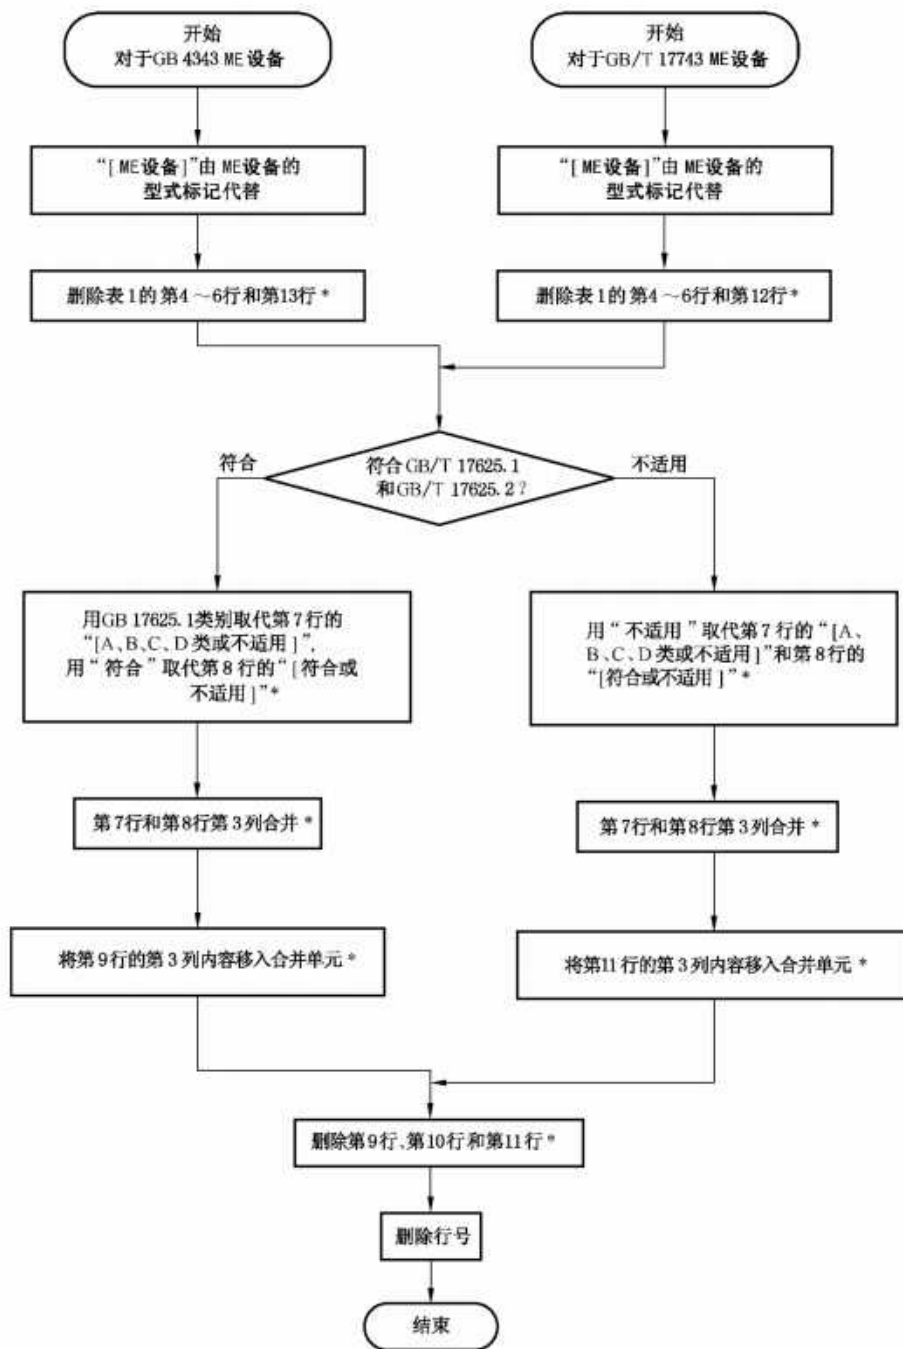 开始
对于GB 4343 ME设备
开始
对于GB/T 17743 ME设备
“[ME设备]”由 ME设备的
型式标记代替
“[ME设备]”由 ME设备的
型式标记代替
删除表1的第4～6行和第13行*
删除表1的第4～6行和第12行*
符合
符合GB/T 17625.1
和GB/T 17625.2?
不适用
用GB 17625.1类别取代第7行的
“[A、B、C、D类或不适用]”,
用“符合”取代第8行的“[符合或
不适用]”*
用“不适用”取代第7行的“[A、
B、C、D类或不适用]”和第8行的
“[符合或不适用]”*
第7行和第8行第3列合并*
第7行和第8行第3列合并*
将第9行的第3列内容移入合并单元*
将第11行的第3列内容移入合并单元*
删除第9行、第10行和第11行*
删除行号
结束